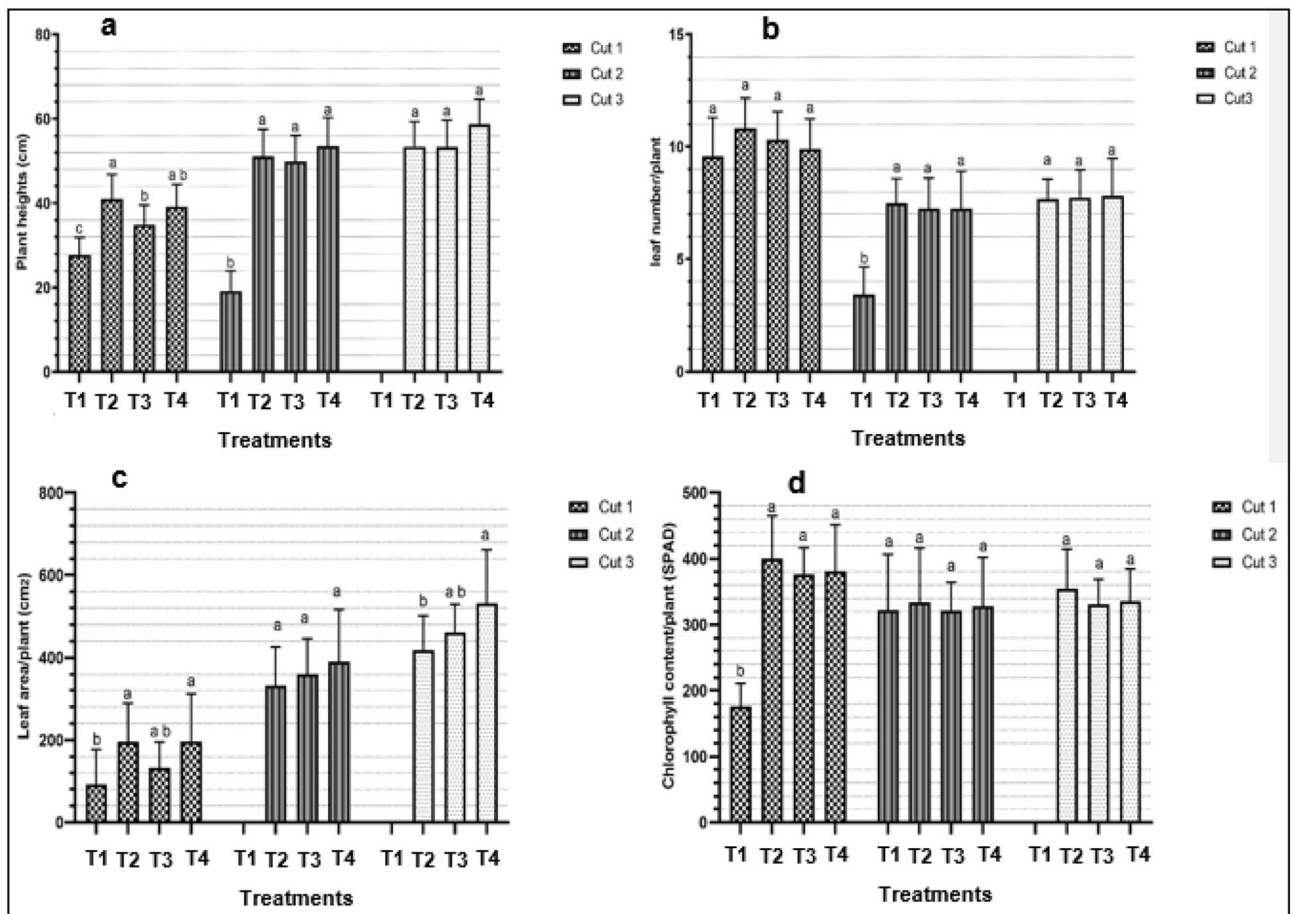 a
80
60
40
20
0
Plant heights (cm)
c
a
b
a b
b
a
a
a
a
a
a
T1 T2 T3 T4 T1 T2 T3 T4 T1 T2 T3 T4
Treatments
Cut 1
Cut 2
Cut 3
b
15
10
5
0
leaf number/plant
a
a
a
a
b
a
a
a
a
a
a
T1 T2 T3 T4 T1 T2 T3 T4 T1 T2 T3 T4
Treatments
Cut 1
Cut 2
Cut3
c
800
600
400
200
0
Leaf area/plant (cm2)
b
a
a b
a
a
a
a
b
a b
a
T1 T2 T3 T4 T1 T2 T3 T4 T1 T2 T3 T4
Treatments
Cut 1
Cut 2
Cut 3
d
500
400
300
200
100
0
Chlorophyll content/plant (SPAD)
b
a
a
a
a
a
a
a
a
a
a
T1 T2 T3 T4 T1 T2 T3 T4 T1 T2 T3 T4
Treatments
Cut 1
Cut 2
Cut 3